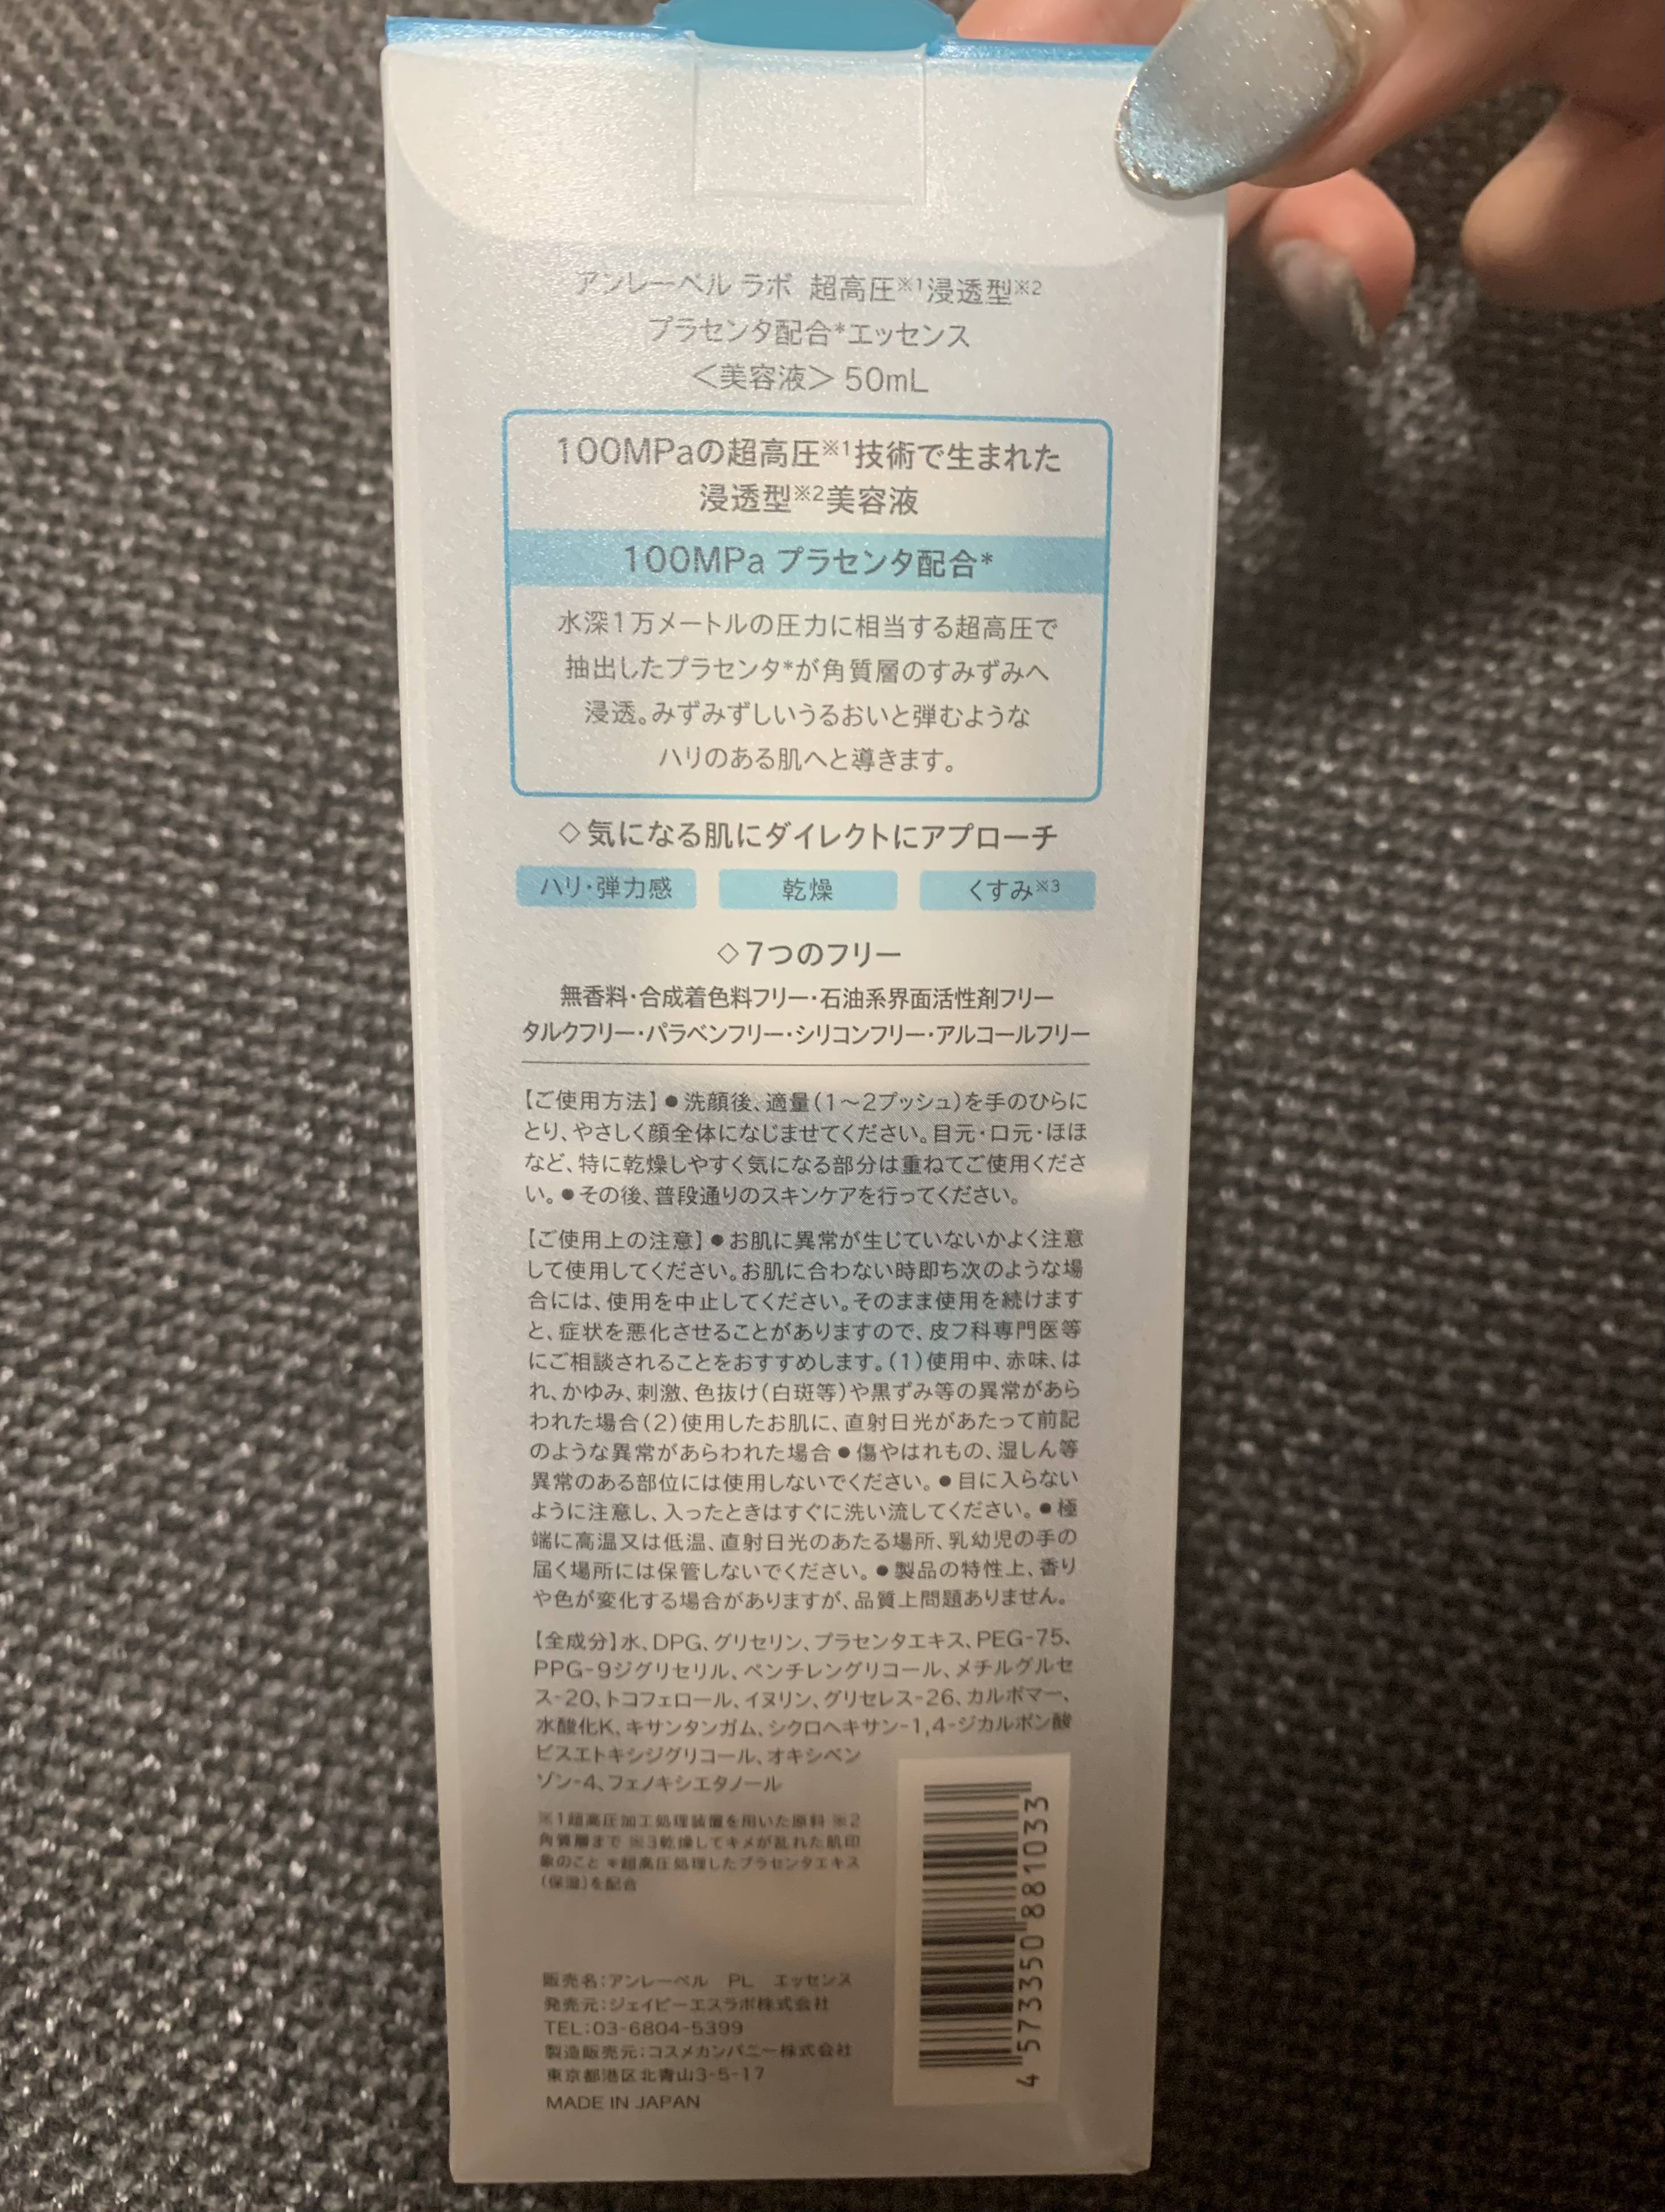 アンレーベル ラボ 超高圧※1浸透型※2
プラセンタ配合*エッセンス
＜美容液＞50mL
100MPaの超高圧※1技術で生まれた
浸透型※2美容液
100MPa プラセンタ配合*
水深1万メートルの圧力に相当する超高圧で
抽出したプラセンタ*が角質層のすみずみへ
浸透。みずみずしいうるおいと弾むような
ハリのある肌へと導きます。
◇気になる肌にダイレクトにアプローチ
ハリ・弾力感 乾燥 くすみ※3
◇7つのフリー
無香料・合成着色料フリー・石油系界面活性剤フリー
タルクフリー・パラベンフリー・シリコンフリー・アルコールフリー
【ご使用方法】●洗顔後、適量(1〜2プッシュ)を手のひらに
とり、やさしく顔全体になじませてください。目元・口元・ほほ
など、特に乾燥しやすく気になる部分は重ねてご使用くださ
い。●その後、普段通りのスキンケアを行ってください。
【ご使用上の注意】●お肌に異常が生じていないかよく注意
して使用してください。お肌に合わない時即ち次のような場
合には、使用を中止してください。そのまま使用を続けます
と、症状を悪化させることがありますので、皮フ科専門医等
にご相談されることをおすすめします。(1)使用中、赤味、は
れ、かゆみ、刺激、色抜け(白斑等)や黒ずみ等の異常があら
われた場合(2)使用したお肌に、直射日光があたって前記
のような異常があらわれた場合●傷やはれもの、湿しん等
異常のある部位には使用しないでください。●目に入らない
ように注意し、入ったときはすぐに洗い流してください。●極
端に高温又は低温、直射日光のあたる場所、乳幼児の手の
届く場所には保管しないでください。●製品の特性上、香り
や色が変化する場合がありますが、品質上問題ありません。
【全成分】水、DPG、グリセリン、プラセンタエキス、PEG-75、
PPG-9ジグリセリル、ペンチレングリコール、メチルグルセ
ス-20、トコフェロール、イヌリン、グリセレス-26、カルボマー、
水酸化K、キサンタンガム、シクロヘキサン-1,4-ジカルボン酸
ビスエトキシジグリコール、オキシベン
ゾン-4、フェノキシエタノール
※1超高圧加工処理装置を用いた原料 ※2
角質層まで ※3乾燥してキメが乱れた肌印
象のこと *超高圧処理したプラセンタエキス
(保湿)を配合
販売名：アンレーベル PL エッセンス
発売元：ジェイピーエスラボ株式会社
TEL：03-6804-5399
製造販売元：コスメカンパニー株式会社
東京都港区北青山3-5-17
MADE IN JAPAN
4 573350 881033